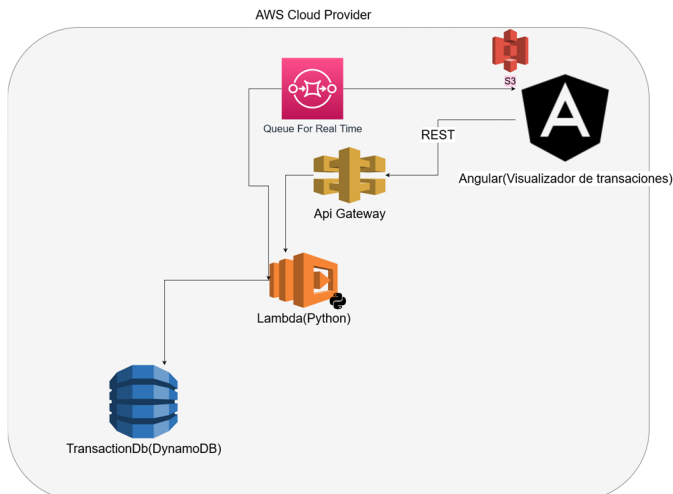 AWS Cloud Provider
S3
Queue For Real Time
REST
Angular(Visualizador de transaciones)
Api Gateway
Lambda(Python)
TransactionDb(DynamoDB)